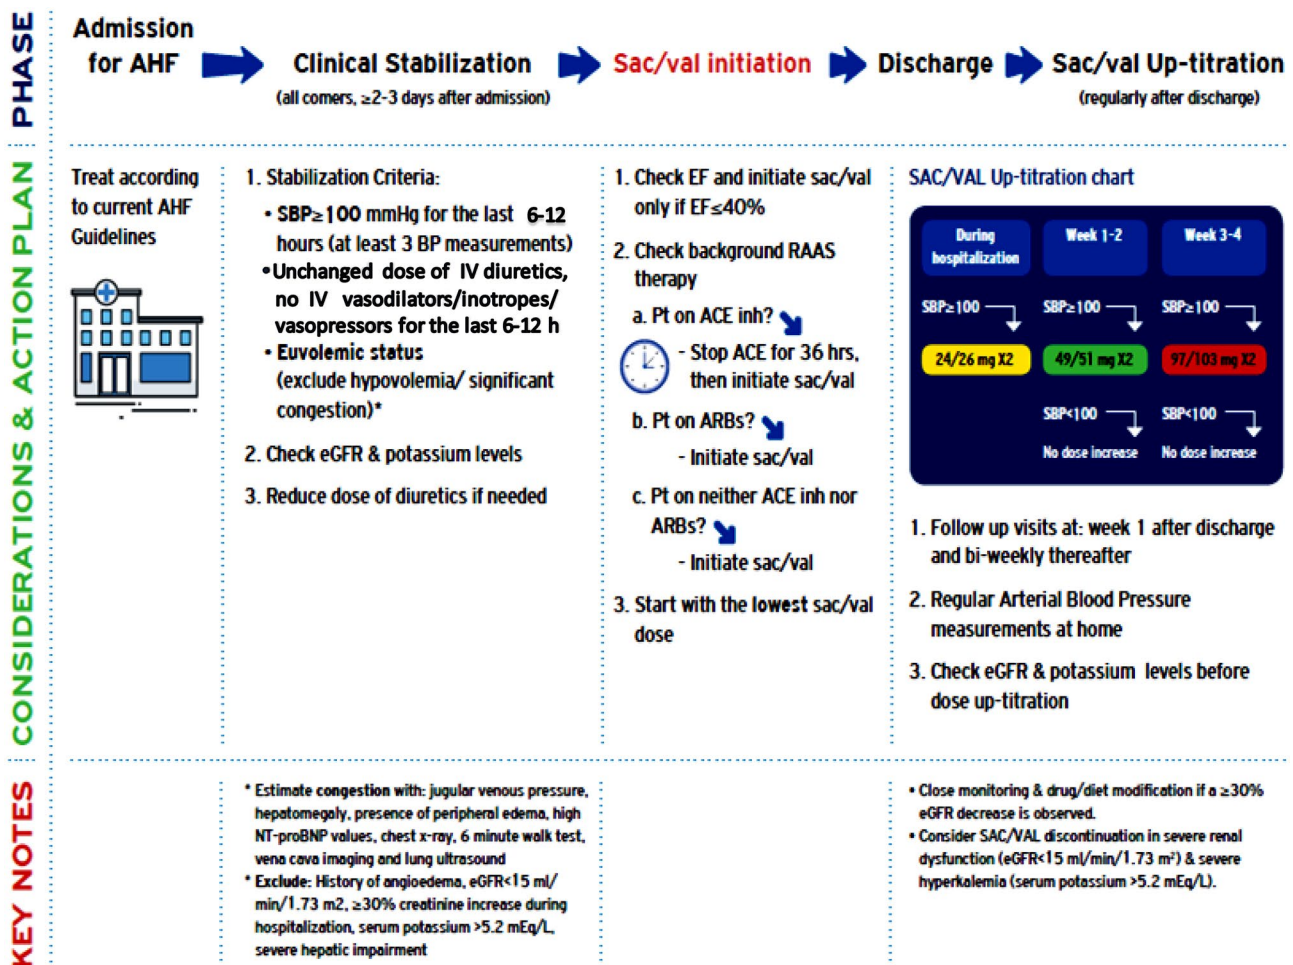 PHASE
Admission
for AHF
Clinical Stabilization
(all comers, ≥2-3 days after admission)
Sac/val initiation
Discharge
Sac/val Up-titration
(regularly after discharge)
CONSIDERATIONS & ACTION PLAN
Treat according
to current AHF
Guidelines
1. Stabilization Criteria:
• SBP≥100 mmHg for the last 6-12
hours (at least 3 BP measurements)
•Unchanged dose of IV diuretics,
no IV vasodilators/inotropes/
vasopressors for the last 6-12 h
• Euvolemic status
(exclude hypovolemia/ significant
congestion)*
2. Check eGFR & potassium levels
3. Reduce dose of diuretics if needed
1. Check EF and initiate sac/val
only if EF≤40%
2. Check background RAAS
therapy
a. Pt on ACE inh?
- Stop ACE for 36 hrs,
then initiate sac/val
b. Pt on ARBs?
- Initiate sac/val
c. Pt on neither ACE inh nor
ARBs?
- Initiate sac/val
3. Start with the lowest sac/val
dose
SAC/VAL Up-titration chart
During
hospitalization
Week 1-2
Week 3-4
SBP≥100
SBP≥100
SBP≥100
24/26 mg X2
49/51 mg X2
97/103 mg X2
SBP<100
SBP<100
No dose increase
No dose increase
1. Follow up visits at: week 1 after discharge
and bi-weekly thereafter
2. Regular Arterial Blood Pressure
measurements at home
3. Check eGFR & potassium levels before
dose up-titration
KEY NOTES
* Estimate congestion with: jugular venous pressure,
hepatomegaly, presence of peripheral edema, high
NT-proBNP values, chest x-ray, 6 minute walk test,
vena cava imaging and lung ultrasound
* Exclude: History of angioedema, eGFR<15 ml/
min/1.73 m2, ≥30% creatinine increase during
hospitalization, serum potassium >5.2 mEq/L,
severe hepatic impairment
• Close monitoring & drug/diet modification if a ≥30%
eGFR decrease is observed.
• Consider SAC/VAL discontinuation in severe renal
dysfunction (eGFR<15 ml/min/1.73 m²) & severe
hyperkalemia (serum potassium >5.2 mEq/L).